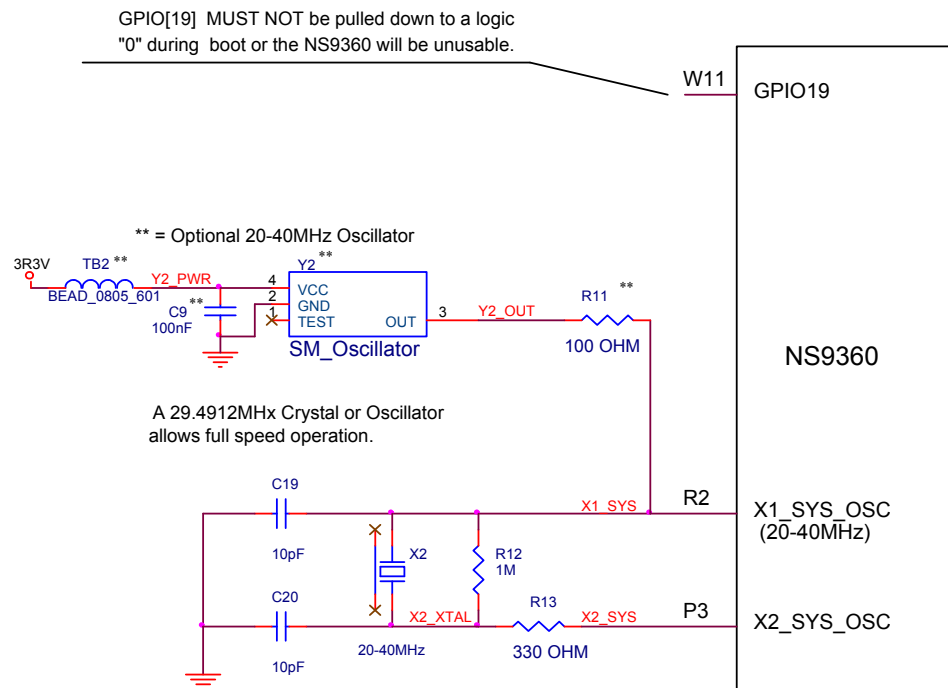 GPIO[19] MUST NOT be pulled down to a logic
"0" during boot or the NS9360 will be unusable.
W11
GPIO19
** = Optional 20-40MHz Oscillator
3R3V
TB2 **
BEAD_0805_601
Y2_PWR
C9 **
100nF
Y2 **
4
2
1
VCC
GND
TEST
OUT
3
SM_Oscillator
Y2_OUT
R11 **
100 OHM
NS9360
A 29.4912MHx Crystal or Oscillator
allows full speed operation.
C19
10pF
X1_SYS
R2
X1_SYS_OSC
(20-40MHz)
X2
R12
1M
C20
10pF
20-40MHz
X2_XTAL
R13
330 OHM
X2_SYS
P3
X2_SYS_OSC